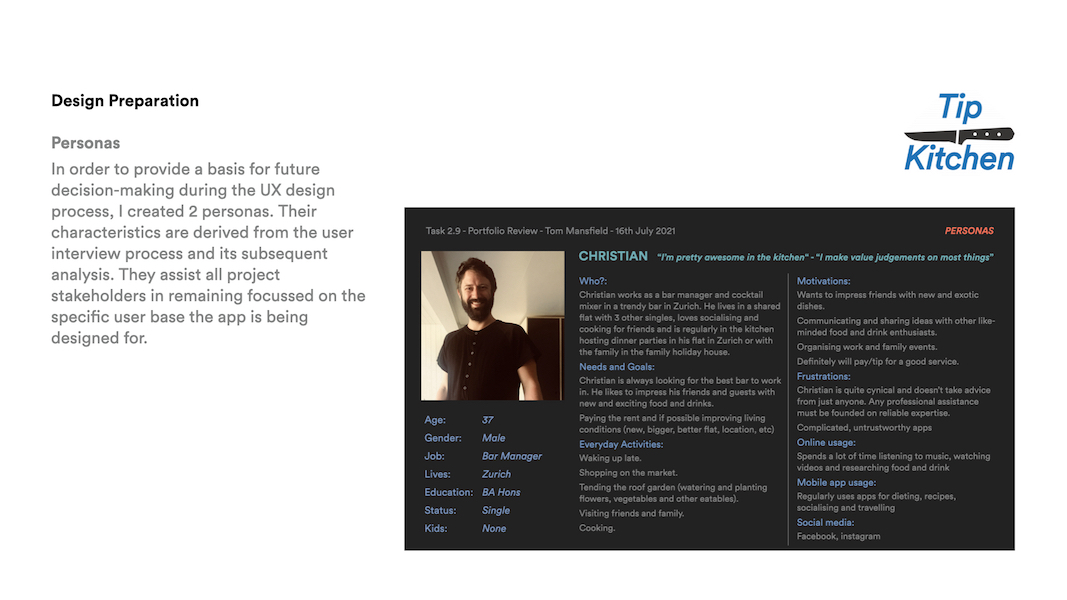 Design Preparation
Personas
In order to provide a basis for future
decision-making during the UX design
process, I created 2 personas. Their
characteristics are derived from the user
interview process and its subsequent
analysis. They assist all project
stakeholders in remaining focussed on the
specific user base the app is being
designed for.
Tip
Kitchen
Task 2.9 - Portfolio Review - Tom Mansfield - 16th July 2021
PERSONAS
CHRISTIAN "I'm pretty awesome in the kitchen" - "I make value judgements on most things"
Age: 37
Gender: Male
Job: Bar Manager
Lives: Zurich
Education: BA Hons
Status: Single
Kids: None
Who?:
Christian works as a bar manager and cocktail
mixer in a trendy bar in Zurich. He lives in a shared
flat with 3 other singles, loves socialising and
cooking for friends and is regularly in the kitchen
hosting dinner parties in his flat in Zurich or with
the family in the family holiday house.
Needs and Goals:
Christian is always looking for the best bar to work
in. He likes to impress his friends and guests with
new and exciting food and drinks.
Paying the rent and if possible improving living
conditions (new, bigger, better flat, location, etc)
Everyday Activities:
Waking up late.
Shopping on the market.
Tending the roof garden (watering and planting
flowers, vegetables and other eatables).
Visiting friends and family.
Cooking.
Motivations:
Wants to impress friends with new and exotic
dishes.
Communicating and sharing ideas with other like-
minded food and drink enthusiasts.
Organising work and family events.
Definitely will pay/tip for a good service.
Frustrations:
Christian is quite cynical and doesn't take advice
from just anyone. Any professional assistance
must be founded on reliable expertise.
Complicated, untrustworthy apps
Online usage:
Spends a lot of time listening to music, watching
videos and researching food and drink
Mobile app usage:
Regularly uses apps for dieting, recipes,
socialising and travelling
Social media:
Facebook, instagram